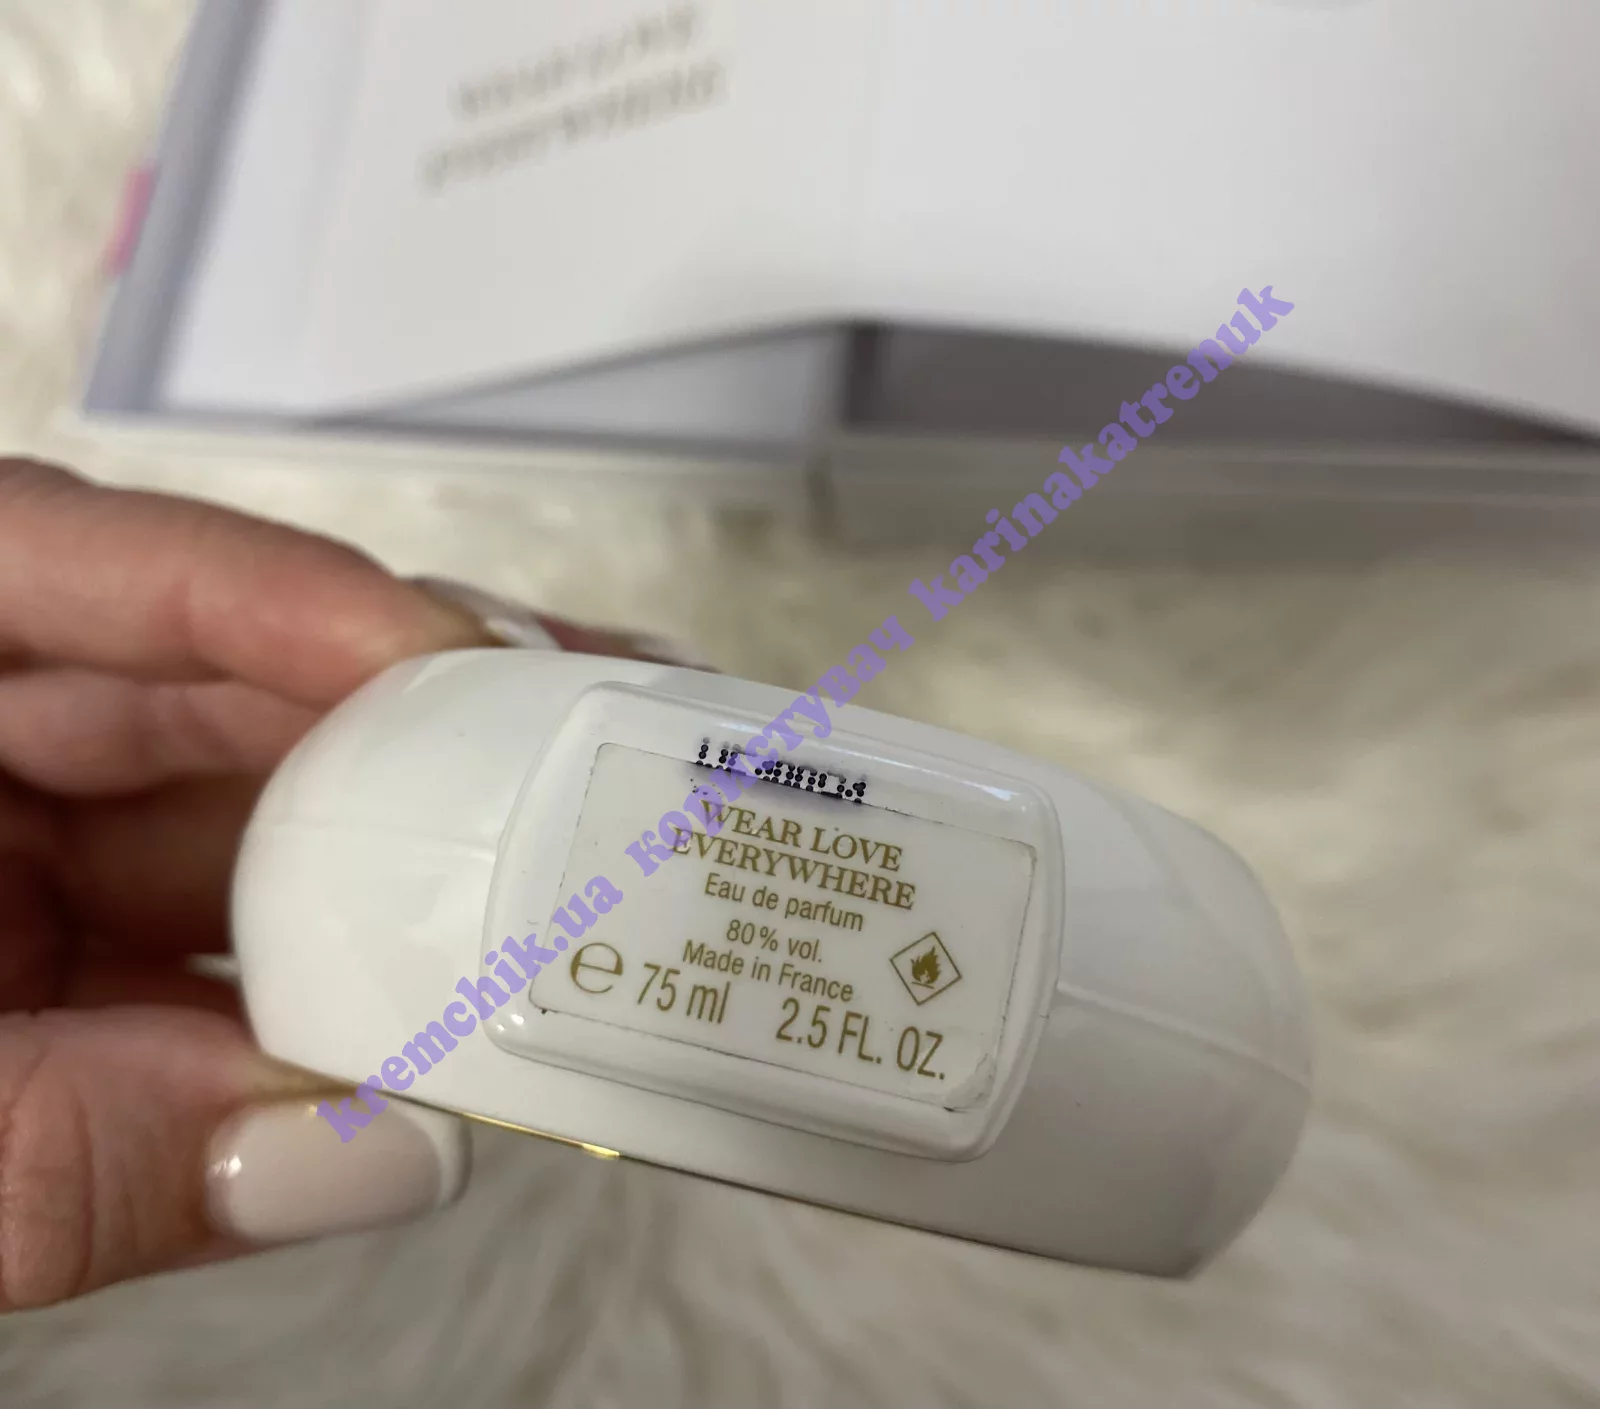 WEAR LOVE
EVERYWHERE
Eau de parfum
80% vol.
Made in France
e 75 ml 2.5 FL. OZ.
kremchik.ua користувач karinakatrenuk